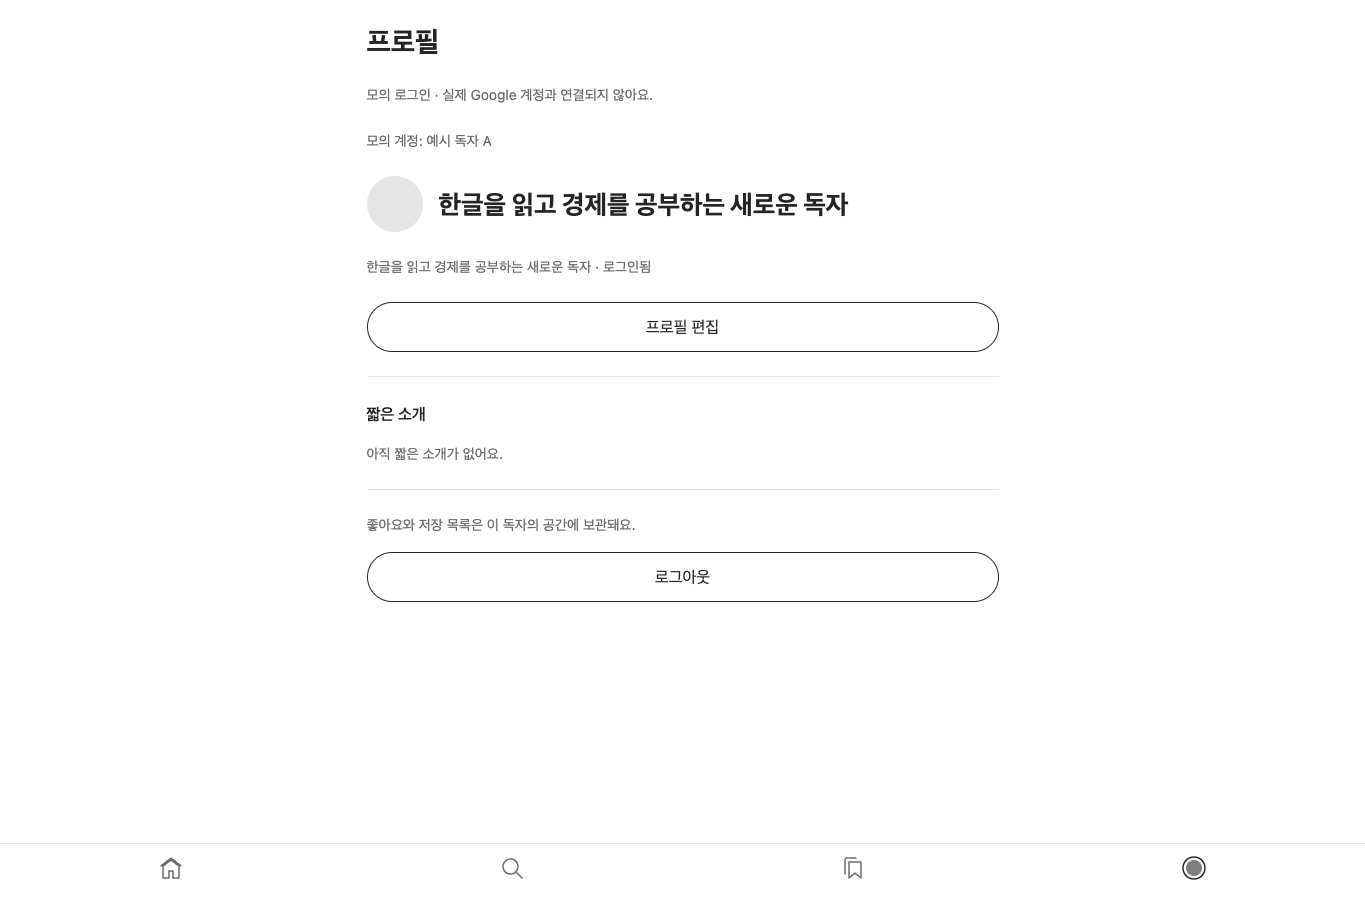 프로필
모의 로그인 · 실제 Google 계정과 연결되지 않아요.
모의 계정: 예시 독자 A
한글을 읽고 경제를 공부하는 새로운 독자
한글을 읽고 경제를 공부하는 새로운 독자 · 로그인됨
프로필 편집
짧은 소개
아직 짧은 소개가 없어요.
좋아요와 저장 목록은 이 독자의 공간에 보관돼요.
로그아웃